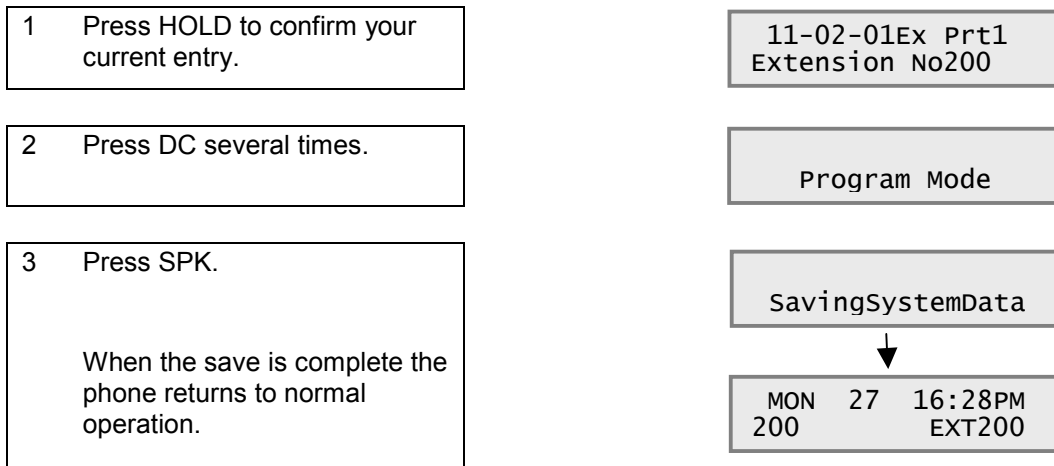 1 Press HOLD to confirm your
current entry.
11-02-01Ex Prt1
Extension No200
2 Press DC several times.
Program Mode
3 Press SPK.
SavingSystemData
When the save is complete the
phone returns to normal
operation.
MON 27 16:28PM
200 EXT200